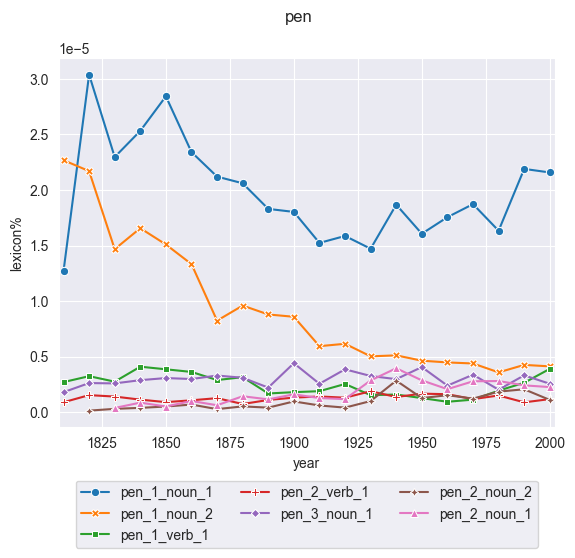 pen
1e−5
3.0
2.5
2.0
1.5
1.0
0.5
0.0
lexicon%
1825 1850 1875 1900 1925 1950 1975 2000
year
pen_1_noun_1 pen_2_verb_1 pen_2_noun_2
pen_1_noun_2 pen_3_noun_1 pen_2_noun_1
pen_1_verb_1